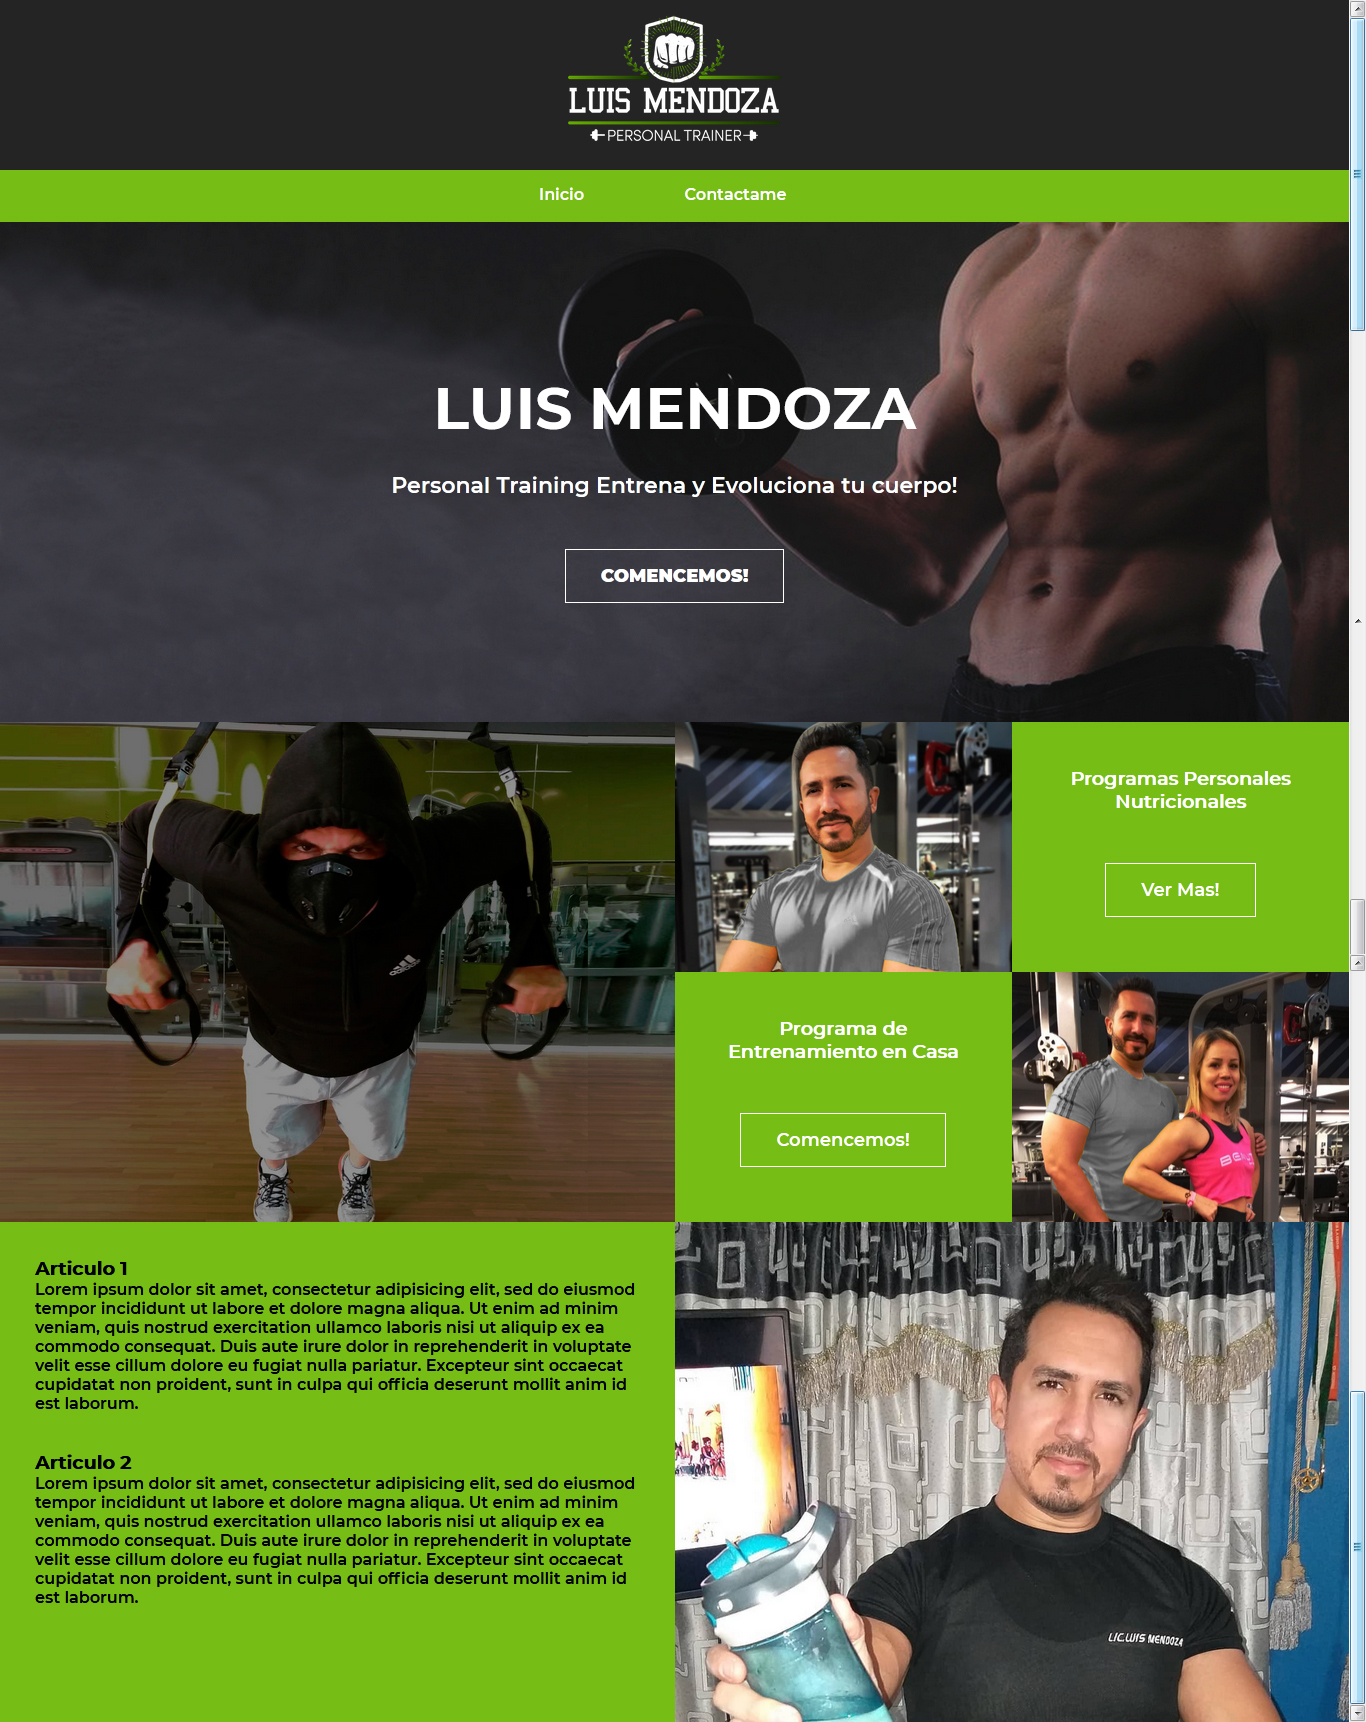 LUIS MENDOZA
PERSONAL TRAINER
Inicio
Contactame
LUIS MENDOZA
Personal Training Entrena y Evoluciona tu cuerpo!
COMENCEMOS!
adidas
Programas Personales
Nutricionales
Ver Mas!
Programa de
Entrenamiento en Casa
Comencemos!
Articulo 1
Lorem ipsum dolor sit amet, consectetur adipisicing elit, sed do eiusmod
tempor incididunt ut labore et dolore magna aliqua. Ut enim ad minim
veniam, quis nostrud exercitation ullamco laboris nisi ut aliquip ex ea
commodo consequat. Duis aute irure dolor in reprehenderit in voluptate
velit esse cillum dolore eu fugiat nulla pariatur. Excepteur sint occaecat
cupidatat non proident, sunt in culpa qui officia deserunt mollit anim id
est laborum.
Articulo 2
Lorem ipsum dolor sit amet, consectetur adipisicing elit, sed do eiusmod
tempor incididunt ut labore et dolore magna aliqua. Ut enim ad minim
veniam, quis nostrud exercitation ullamco laboris nisi ut aliquip ex ea
commodo consequat. Duis aute irure dolor in reprehenderit in voluptate
velit esse cillum dolore eu fugiat nulla pariatur. Excepteur sint occaecat
cupidatat non proident, sunt in culpa qui officia deserunt mollit anim id
est laborum.
LIC.LUIS MENDOZA